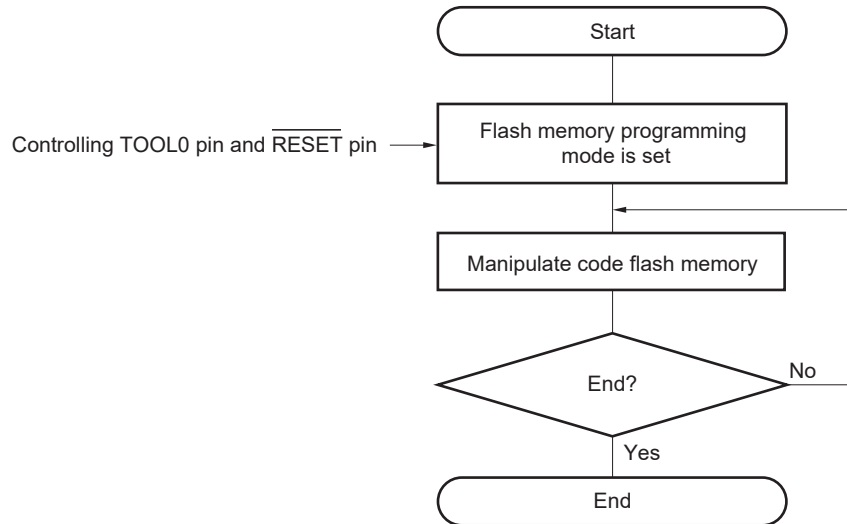 Start
Controlling TOOL0 pin and RESET pin
Flash memory programming
mode is set
Manipulate code flash memory
End?
No
Yes
End